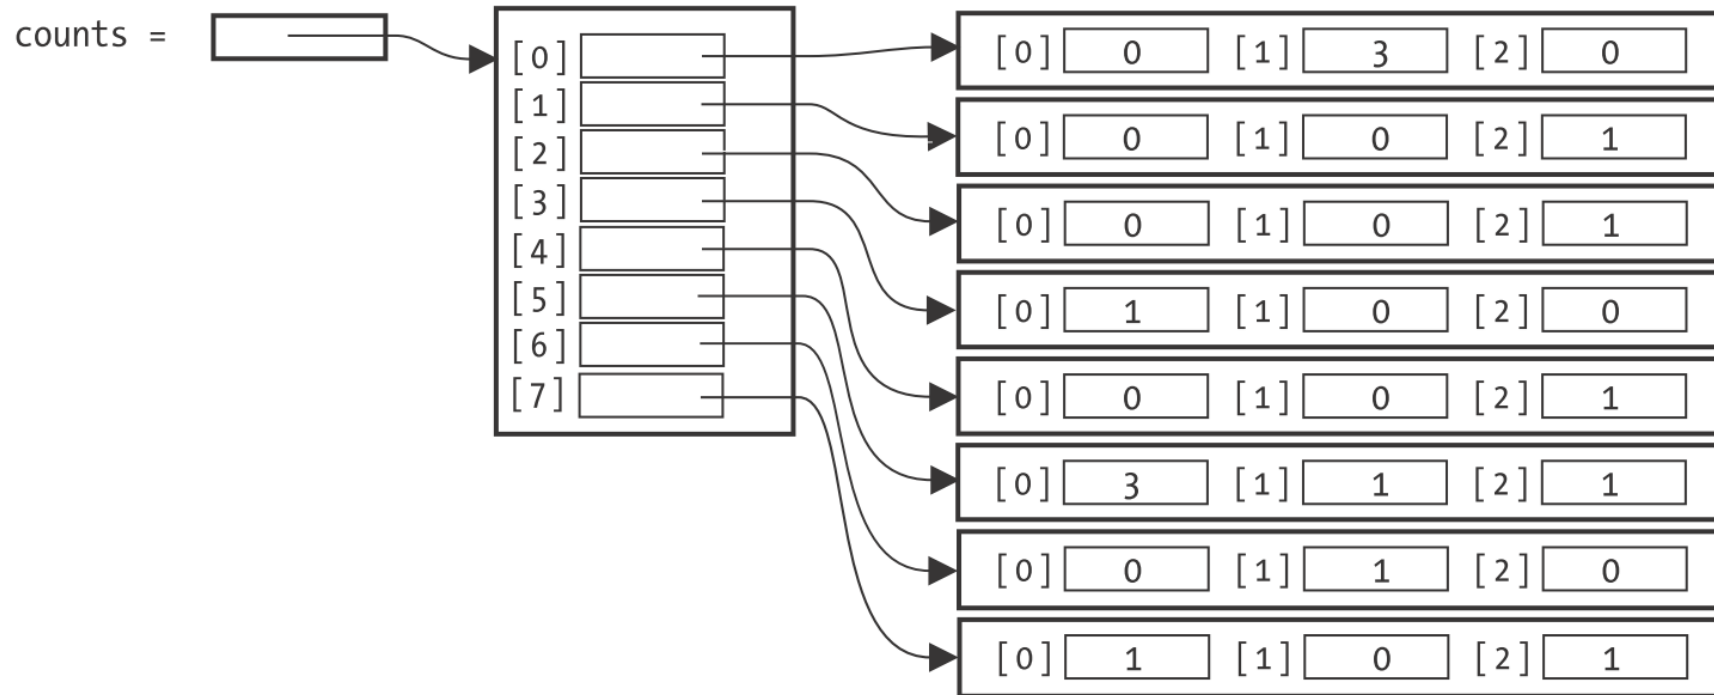 counts =
[0]
[1]
[2]
[3]
[4]
[5]
[6]
[7]
[0] 0 [1] 3 [2] 0
[0] 0 [1] 0 [2] 1
[0] 0 [1] 0 [2] 1
[0] 1 [1] 0 [2] 0
[0] 0 [1] 0 [2] 1
[0] 3 [1] 1 [2] 1
[0] 0 [1] 1 [2] 0
[0] 1 [1] 0 [2] 1